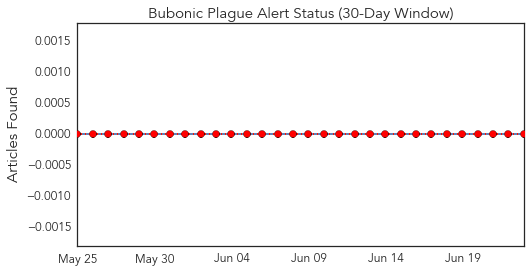 Bubonic Plague Alert Status (30-Day Window)
Articles Found
0.0015
0.0010
0.0005
0.0000
−0.0005
−0.0010
−0.0015
May 25 May 30 Jun 04 Jun 09 Jun 14 Jun 19